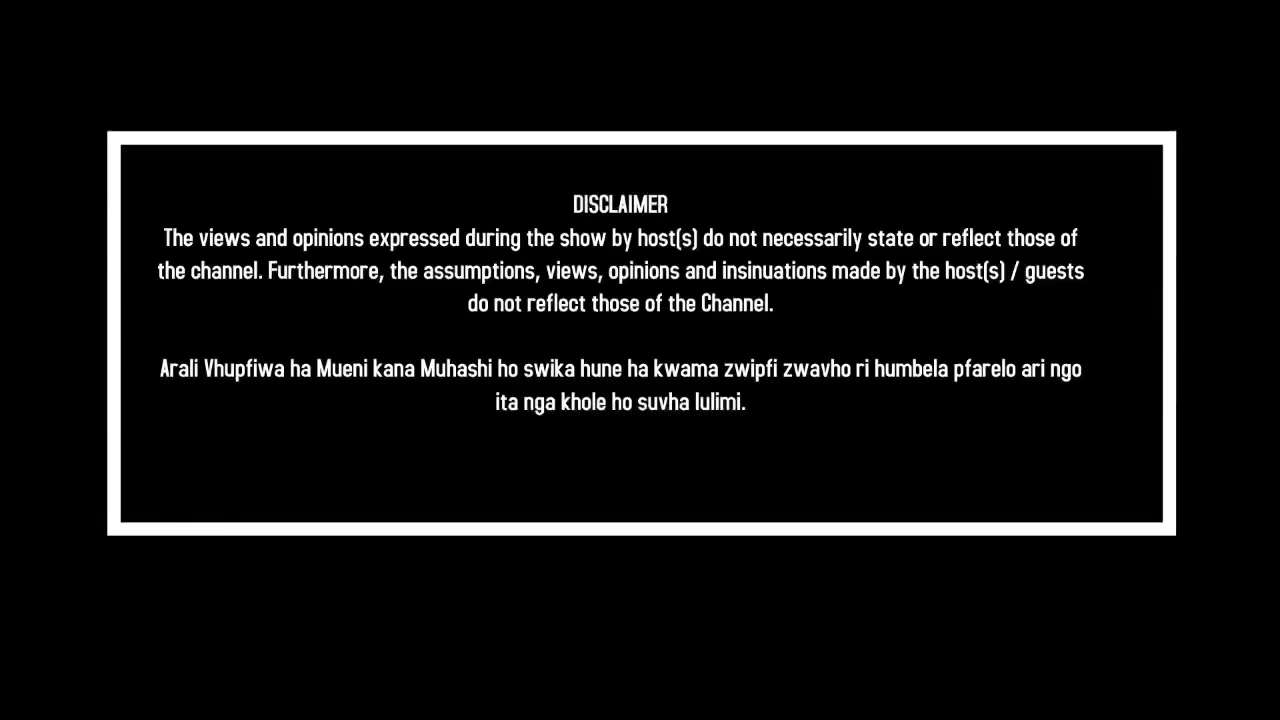 DISCLAIMER
The views and opinions expressed during the show by host(s) do not necessarily state or reflect those of
the channel. Furthermore, the assumptions, views, opinions and insinuations made by the host(s) / guests
do not reflect those of the Channel.
Arali Vhupfiwa ha Mueni kana Muhashi ho swika hune ha kwama zwipfi zwavho ri humbela pfarelo ari ngo
ita nga khole ho suvha lulimi.